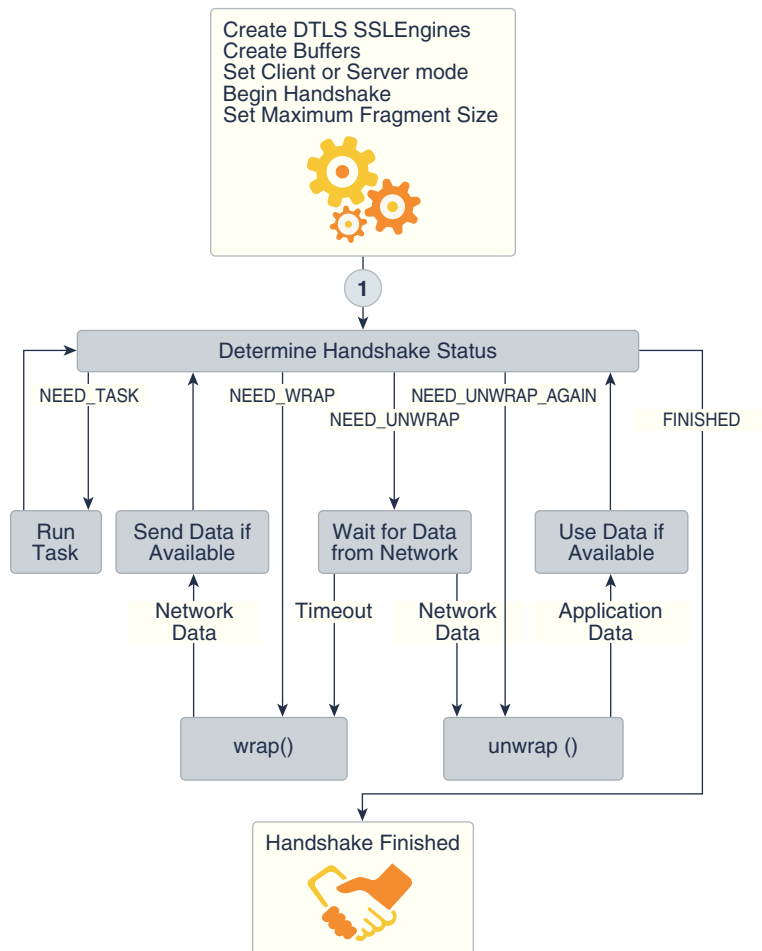 Create DTLS SSLEngines
Create Buffers
Set Client or Server mode
Begin Handshake
Set Maximum Fragment Size
1
Determine Handshake Status
NEED_TASK
NEED_WRAP
NEED_UNWRAP
NEED_UNWRAP_AGAIN
FINISHED
Run
Task
Send Data if
Available
Wait for Data
from Network
Use Data if
Available
Network
Data
Timeout
Network
Data
Application
Data
wrap()
unwrap ()
Handshake Finished